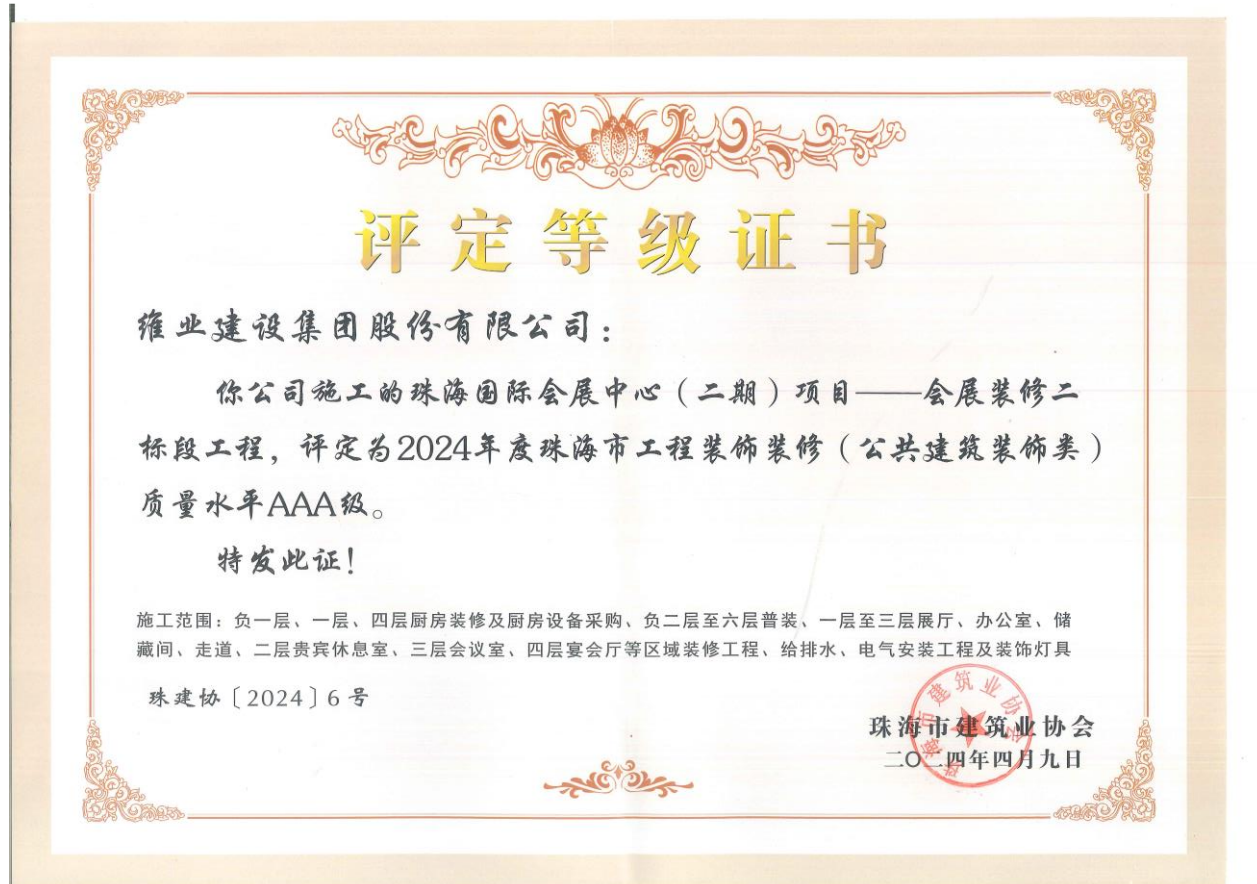 评定等级证书
维业建设集团股份有限公司：
你公司施工的珠海国际会展中心（二期）项目——会展装修二
标段工程，评定为2024年度珠海市工程装饰装修（公共建筑装饰类）
质量水平AAA级。
特发此证！
施工范围：负一层、一层、四层厨房装修及厨房设备采购、负二层至六层普装、一层至三层展厅、办公室、储
藏间、走道、二层贵宾休息室、三层会议室、四层宴会厅等区域装修工程、给排水、电气安装工程及装饰灯具
珠建协〔2024〕6号
珠海市建筑业协会
珠海市建筑业协会
二〇二四年四月九日